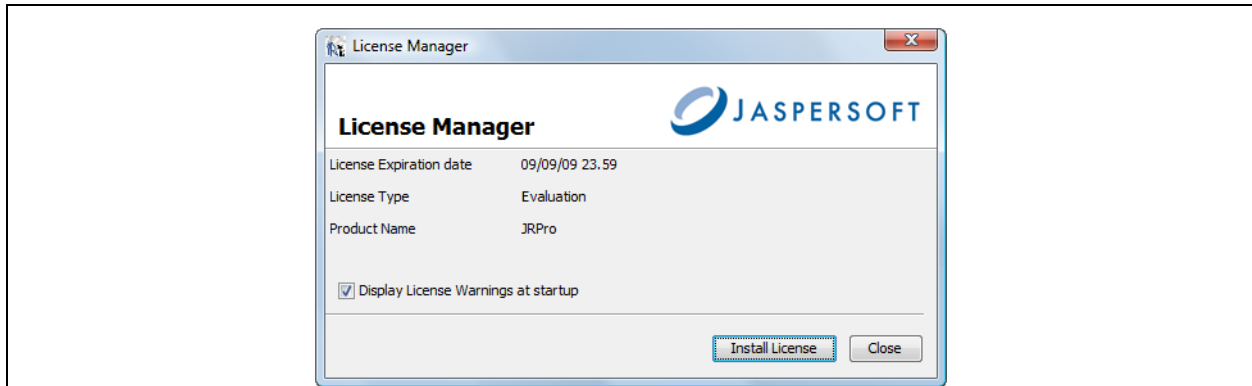 License Manager
JASPERSOFT
License Manager
License Expiration date 09/09/09 23.59
License Type Evaluation
Product Name JRPro
Display License Warnings at startup
Install License Close